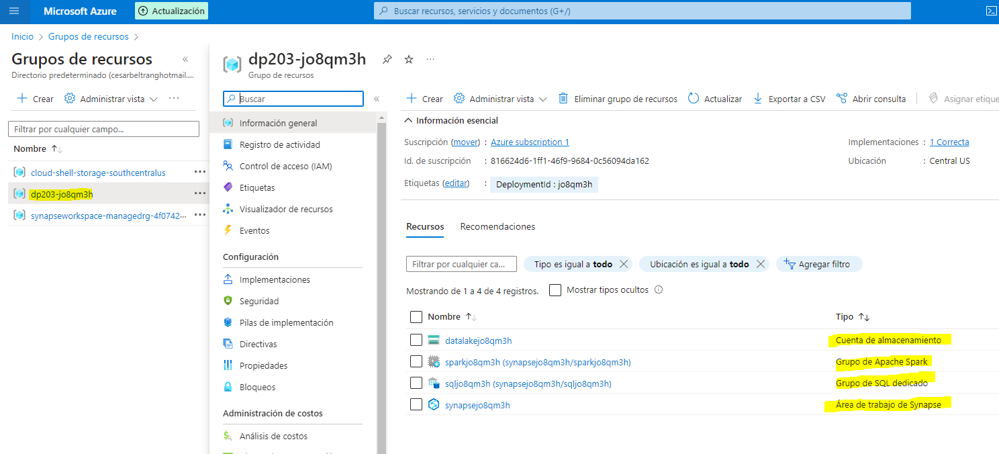 Microsoft Azure
Actualización
Buscar recursos, servicios y documentos (G+/)
Inicio > Grupos de recursos >
Grupos de recursos
Directorio predeterminado (cesarbeltranghotmail....
Crear
Administrar vista
Filtrar por cualquier campo...
Nombre
cloud-shell-storage-southcentralus
dp203-jo8qm3h
synapseworkspace-managedrg-4f0742...
dp203-jo8qm3h
Grupo de recursos
Buscar
Información general
Registro de actividad
Control de acceso (IAM)
Etiquetas
Visualizador de recursos
Eventos
Configuración
Implementaciones
Seguridad
Pilas de implementación
Directivas
Propiedades
Bloqueos
Administración de costos
Análisis de costos
Crear
Administrar vista
Eliminar grupo de recursos
Actualizar
Exportar a CSV
Abrir consulta
Asignar etique
Información esencial
Suscripción (mover) : Azure subscription 1
Id. de suscripción : 816624d6-1ff1-46f9-9684-0c56094da162
Etiquetas (editar) : DeploymentId : jo8qm3h
Implementaciones : 1 Correcta
Ubicación : Central US
Recursos
Recomendaciones
Filtrar por cualquier ca...
Tipo es igual a todo
Ubicación es igual a todo
Agregar filtro
Mostrando de 1 a 4 de 4 registros.
Mostrar tipos ocultos
Nombre
Tipo
datalakejo8qm3h
Cuenta de almacenamiento
sparkjo8qm3h (synapsejo8qm3h/sparkjo8qm3h)
Grupo de Apache Spark
sqljo8qm3h (synapsejo8qm3h/sqljo8qm3h)
Grupo de SQL dedicado
synapsejo8qm3h
Área de trabajo de Synapse